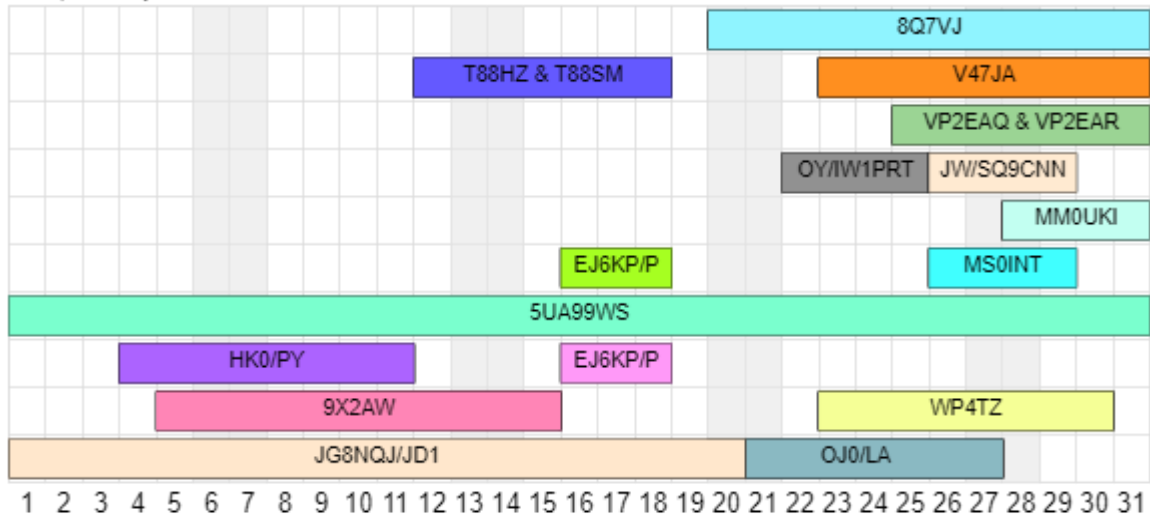 8Q7VJ
T88HZ & T88SM
V47JA
VP2EAQ & VP2EAR
OY/IW1PRT
JW/SQ9CNN
MM0UKI
EJ6KP/P
MS0INT
5UA99WS
HK0/PY
EJ6KP/P
9X2AW
WP4TZ
JG8NQJ/JD1
OJ0/LA
1 2 3 4 5 6 7 8 9 10 11 12 13 14 15 16 17 18 19 20 21 22 23 24 25 26 27 28 29 30 31